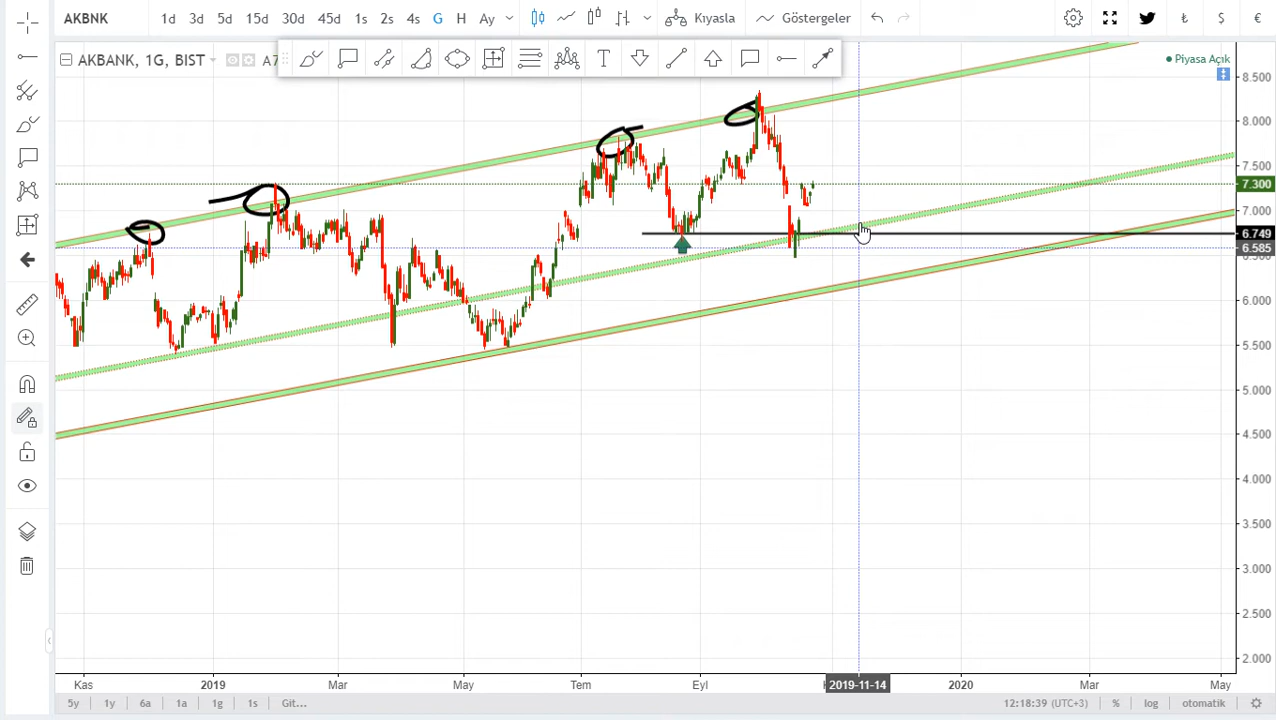 AKBNK 1d 3d 5d 15d 30d 45d 1s 2s 4s G H Ay Kıyasla Göstergeler ₺ $ €
AKBANK, 1G, BIST
T
Piyasa Açık
8.500
8.000
7.500
7.300
7.000
6.749
6.585
6.000
5.500
5.000
4.500
4.000
3.500
3.000
2.500
2.000
Kas 2019 Mar May Tem Eyl 2019-11-14 2020 Mar May
5y 1y 6a 1a 1g 1s Git... 12:18:39 (UTC+3) % log otomatik